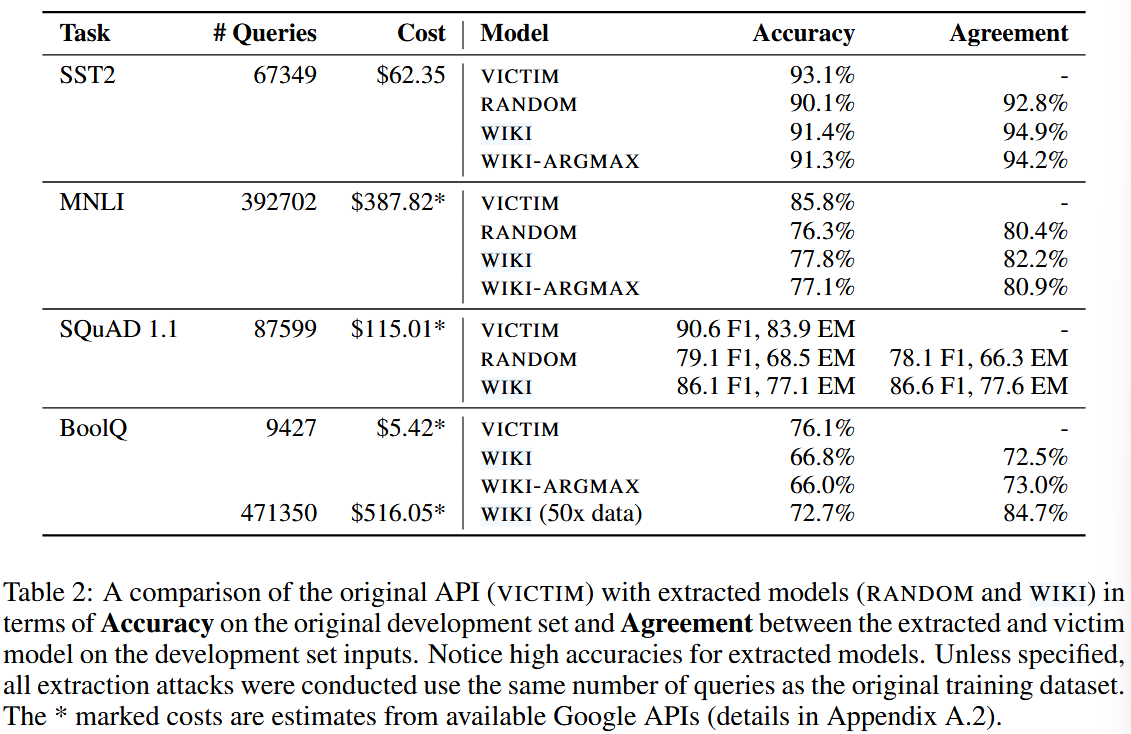 Task # Queries Cost Model Accuracy Agreement
SST2 67349 $62.35 VICTIM 93.1% -
RANDOM 90.1% 92.8%
WIKI 91.4% 94.9%
WIKI-ARGMAX 91.3% 94.2%
MNLI 392702 $387.82* VICTIM 85.8% -
RANDOM 76.3% 80.4%
WIKI 77.8% 82.2%
WIKI-ARGMAX 77.1% 80.9%
SQuAD 1.1 87599 $115.01* VICTIM 90.6 F1, 83.9 EM -
RANDOM 79.1 F1, 68.5 EM 78.1 F1, 66.3 EM
WIKI 86.1 F1, 77.1 EM 86.6 F1, 77.6 EM
BoolQ 9427 $5.42* VICTIM 76.1% -
WIKI 66.8% 72.5%
WIKI-ARGMAX 66.0% 73.0%
471350 $516.05* WIKI (50x data) 72.7% 84.7%
Table 2: A comparison of the original API (VICTIM) with extracted models (RANDOM and WIKI) in
terms of Accuracy on the original development set and Agreement between the extracted and victim
model on the development set inputs. Notice high accuracies for extracted models. Unless specified,
all extraction attacks were conducted use the same number of queries as the original training dataset.
The * marked costs are estimates from available Google APIs (details in Appendix A.2).